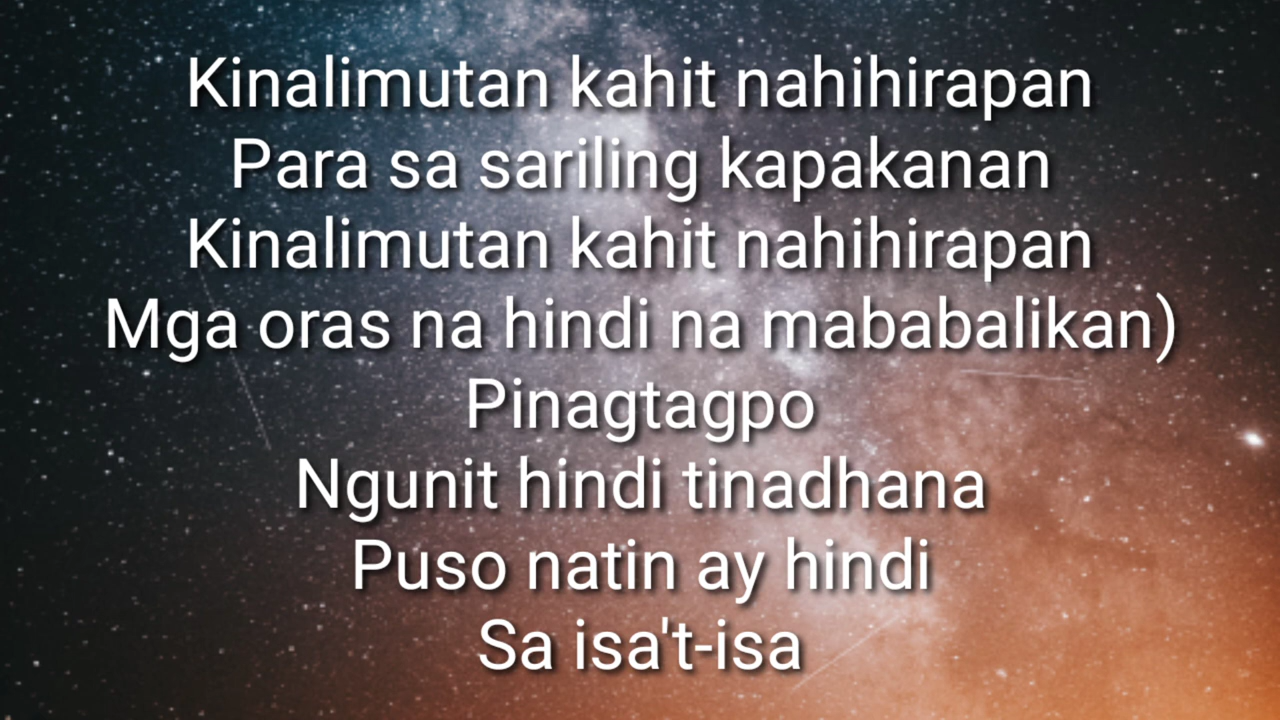 Kinalimutan kahit nahihirapan
Para sa sariling kapakanan
Kinalimutan kahit nahihirapan
Mga oras na hindi na mababalikan)
Pinagtagpo
Ngunit hindi tinadhana
Puso natin ay hindi
Sa isa't-isa